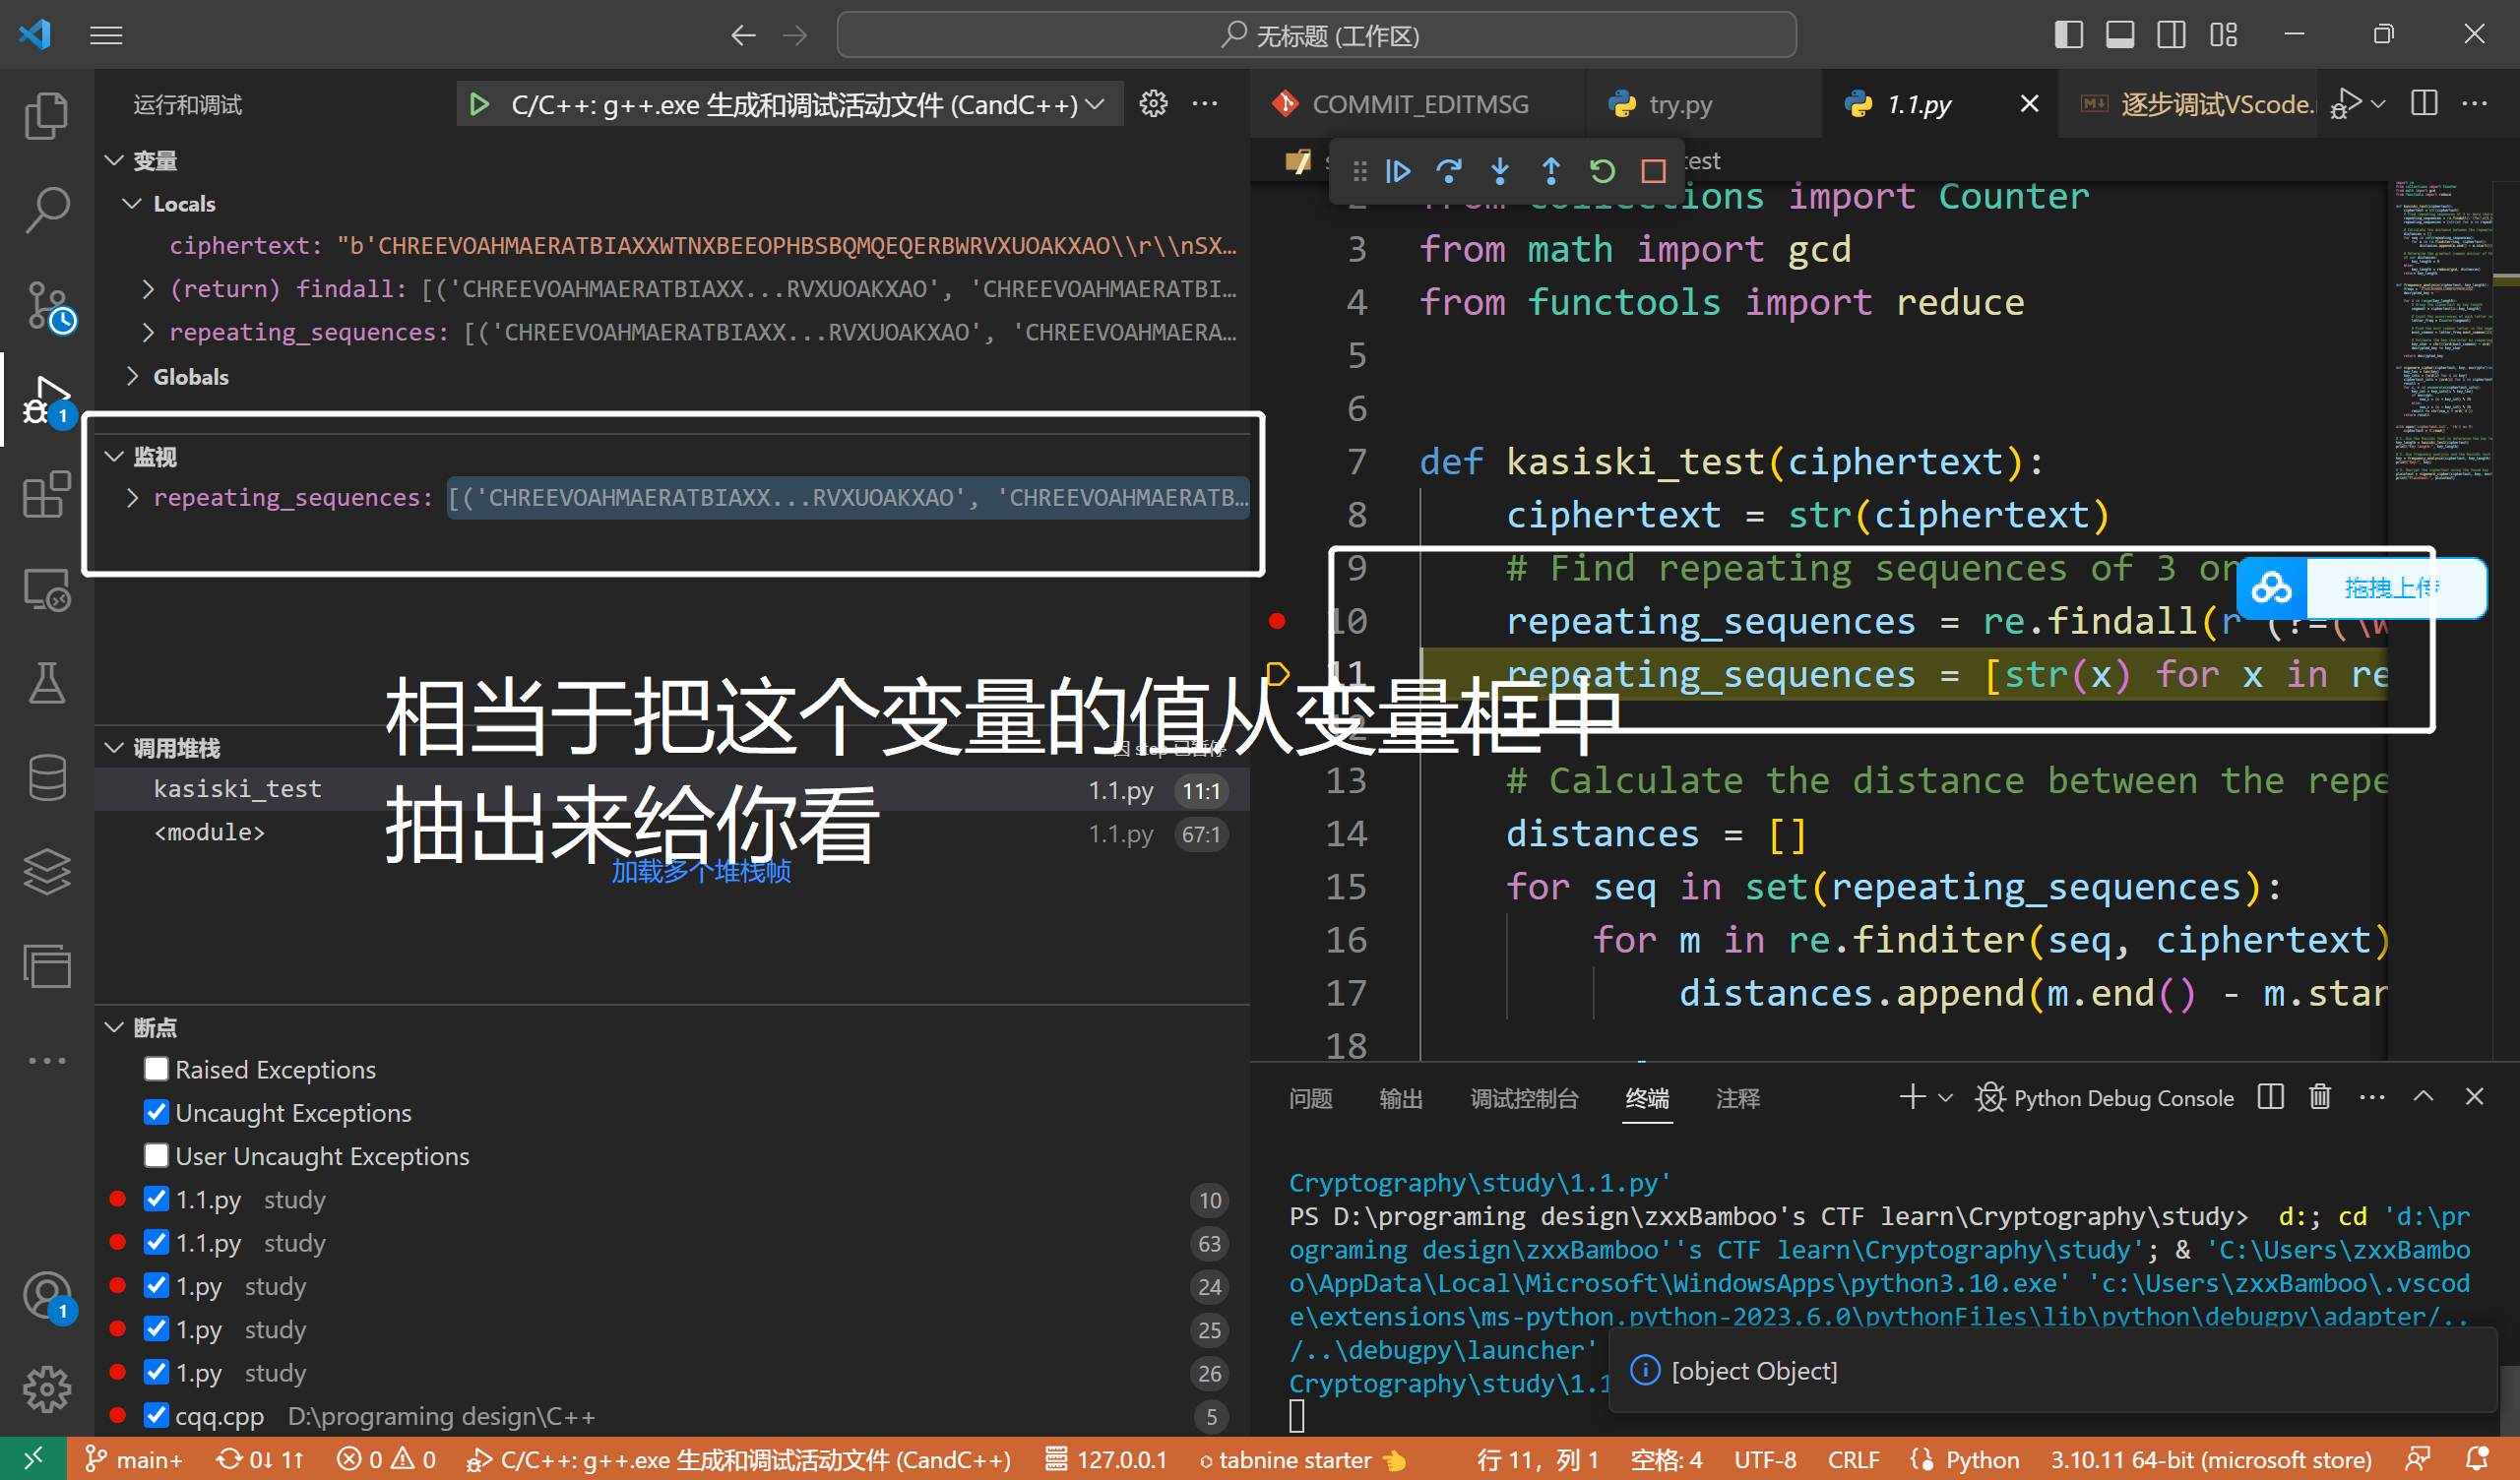 无标题 (工作区)
运行和调试
C/C++: g++.exe 生成和调试活动文件 (CandC++)
变量
Locals
ciphertext: "b'CHREEVOAHMAERATBIAXXWTNXBEEOPHBSBQMQEQERBWRVXUOAKXAO\\r\\nSX…
(return) findall: [('CHREEVOAHMAERATBIAXX...RVXUOAKXAO', 'CHREEVOAHMAERATBI…
repeating_sequences: [('CHREEVOAHMAERATBIAXX...RVXUOAKXAO', 'CHREEVOAHMAERA…
Globals
监视
repeating_sequences: [('CHREEVOAHMAERATBIAXX...RVXUOAKXAO', 'CHREEVOAHMAERATB…
相当于把这个变量的值从变量框中
抽出来给你看
调用堆栈
因 step 已暂停
kasiski_test 1.1.py 11:1
<module> 1.1.py 67:1
加载多个堆栈帧
断点
Raised Exceptions
Uncaught Exceptions
User Uncaught Exceptions
1.1.py study 10
1.1.py study 63
1.py study 24
1.py study 25
1.py study 26
cqq.cpp D:\programing design\C++ 5
COMMIT_EDITMSG
try.py
1.1.py
逐步调试VScode.
test
2 from collections import Counter
3 from math import gcd
4 from functools import reduce
5
6
7 def kasiski_test(ciphertext):
8 ciphertext = str(ciphertext)
9 # Find repeating sequences of 3 or
拖拽上传
10 repeating_sequences = re.findall(r'(?=(\w
11 repeating_sequences = [str(x) for x in re
12
13 # Calculate the distance between the repe
14 distances = []
15 for seq in set(repeating_sequences):
16 for m in re.finditer(seq, ciphertext)
17 distances.append(m.end() - m.star
18
问题 输出 调试控制台 终端 注释
Python Debug Console
Cryptography\study\1.1.py'
PS D:\programing design\zxxBamboo's CTF learn\Cryptography\study>  d:; cd 'd:\pr
ograming design\zxxBamboo''s CTF learn\Cryptography\study'; & 'C:\Users\zxxBambo
o\AppData\Local\Microsoft\WindowsApps\python3.10.exe' 'c:\Users\zxxBamboo\.vscod
e\extensions\ms-python.python-2023.6.0\pythonFiles\lib\python\debugpy\adapter/..
/..\debugpy\launcher'
Cryptography\study\1.1
[object Object]
main+ 0↓ 1↑ 0 0 C/C++: g++.exe 生成和调试活动文件 (CandC++) 127.0.0.1 tabnine starter 行 11，列 1 空格: 4 UTF-8 CRLF Python 3.10.11 64-bit (microsoft store)